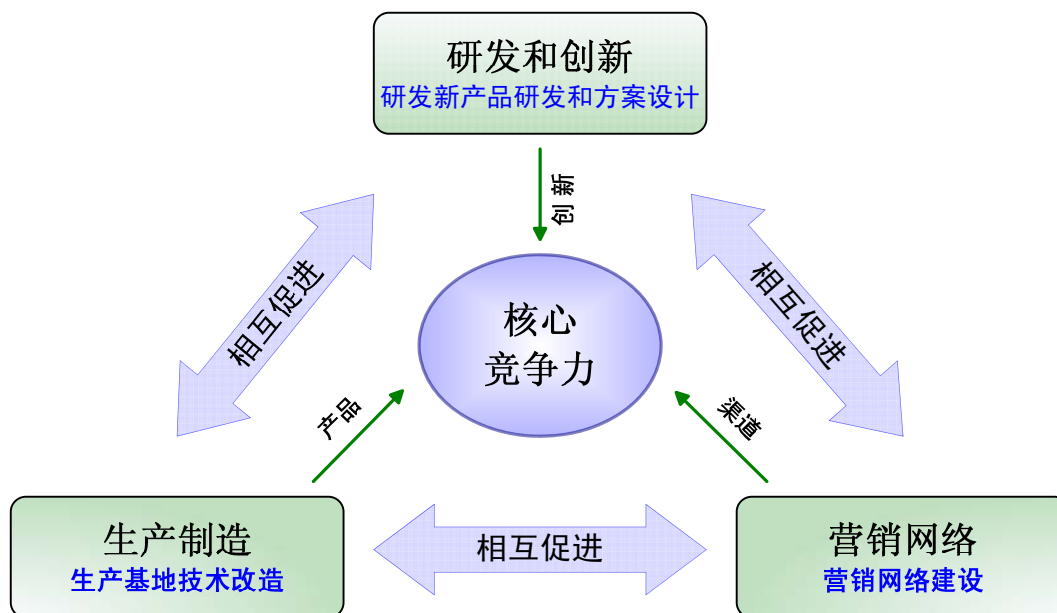 研发和创新
研发新产品研发和方案设计
创新
相互促进
相互促进
核心
竞争力
产品
渠道
生产制造
生产基地技术改造
相互促进
营销网络
营销网络建设